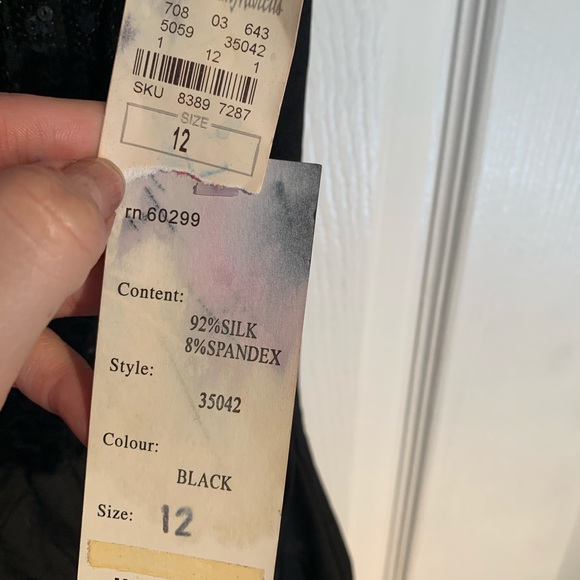 708 03 643
5059 35042
1 12 1
SKU 8389 7287
SIZE
12
rn 60299
Content:
92%SILK
8%SPANDEX
Style:
35042
Colour:
BLACK
Size: 12